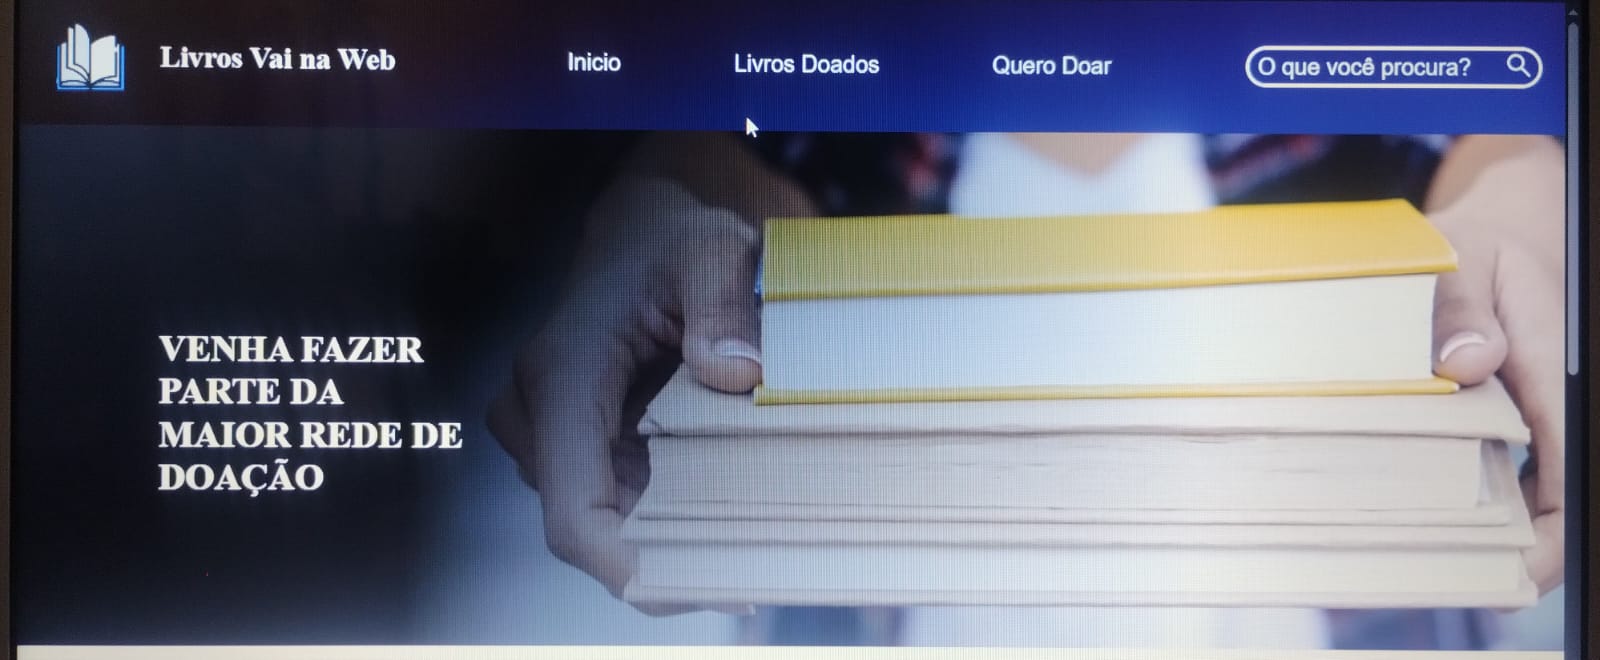 Livros Vai na Web
Inicio
Livros Doados
Quero Doar
O que você procura?
VENHA FAZER
PARTE DA
MAIOR REDE DE
DOAÇÃO